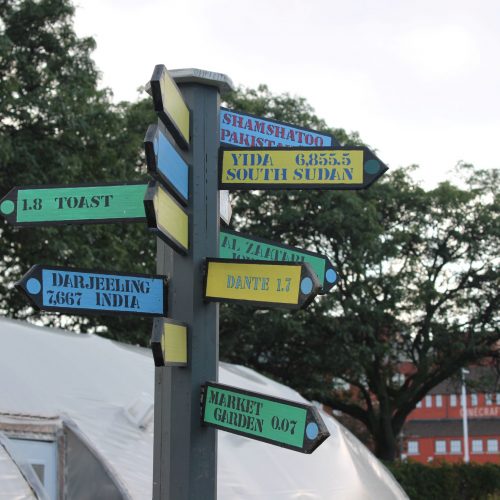 SHAMSHATOO
PAKISTAN
YIDA 6,855.5
SOUTH SUDAN
1.8 TOAST
AL ZAATARI
DARJEELING
7,667 INDIA
DANTE 1.7
MARKET
GARDEN 0.07
CINECRAFT